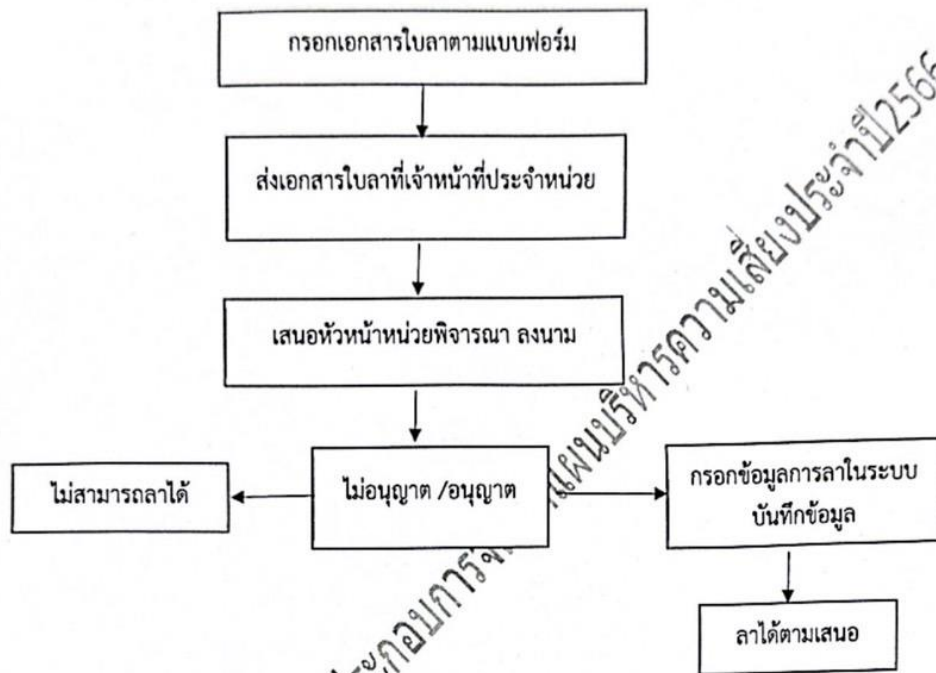 กรอกเอกสารใบลาตามแบบฟอร์ม
ส่งเอกสารใบลาที่เจ้าหน้าที่ประจำหน่วย
เสนอหัวหน้าหน่วยพิจารณา ลงนาม
ไม่สามารถลาได้
ไม่อนุญาต /อนุญาต
กรอกข้อมูลการลาในระบบ
บันทึกข้อมูล
ลาได้ตามเสนอ
แผนบริหารความเสี่ยงประจำปี2566